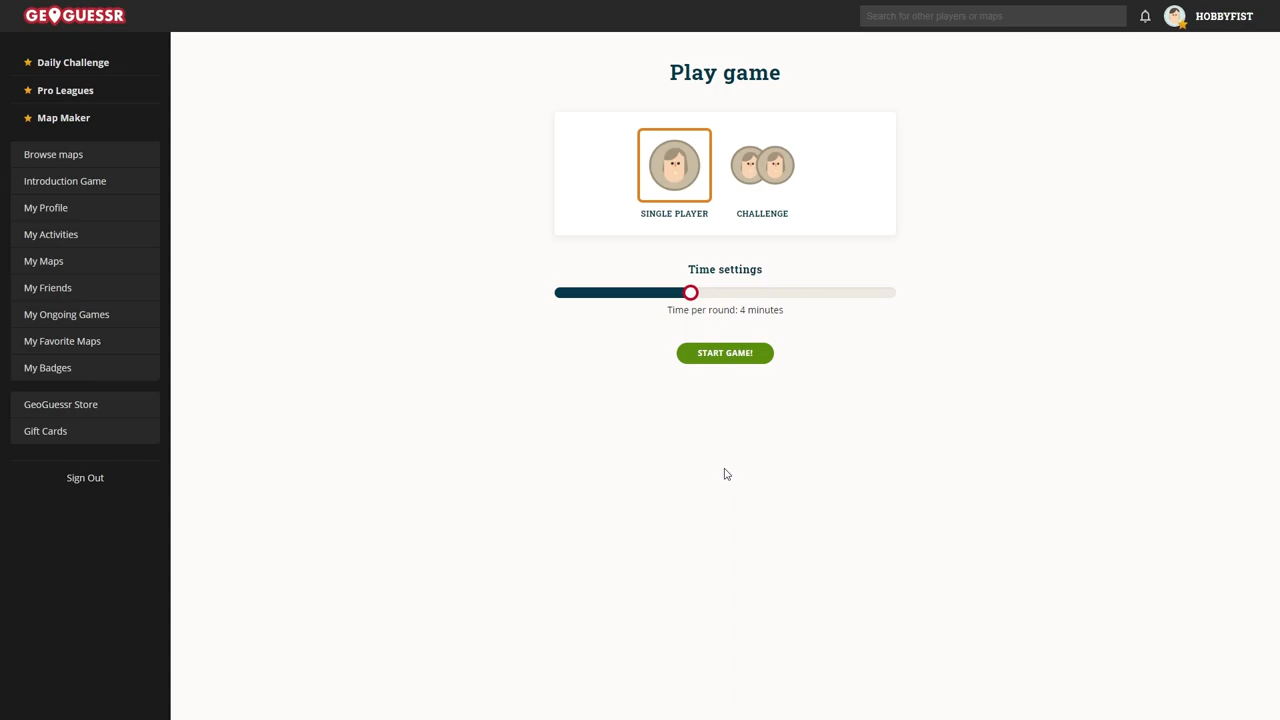 GEOGUESSR
Search for other players or maps
HOBBYFIST
Daily Challenge
Pro Leagues
Map Maker
Browse maps
Introduction Game
My Profile
My Activities
My Maps
My Friends
My Ongoing Games
My Favorite Maps
My Badges
GeoGuessr Store
Gift Cards
Sign Out
Play game
SINGLE PLAYER
CHALLENGE
Time settings
Time per round: 4 minutes
START GAME!